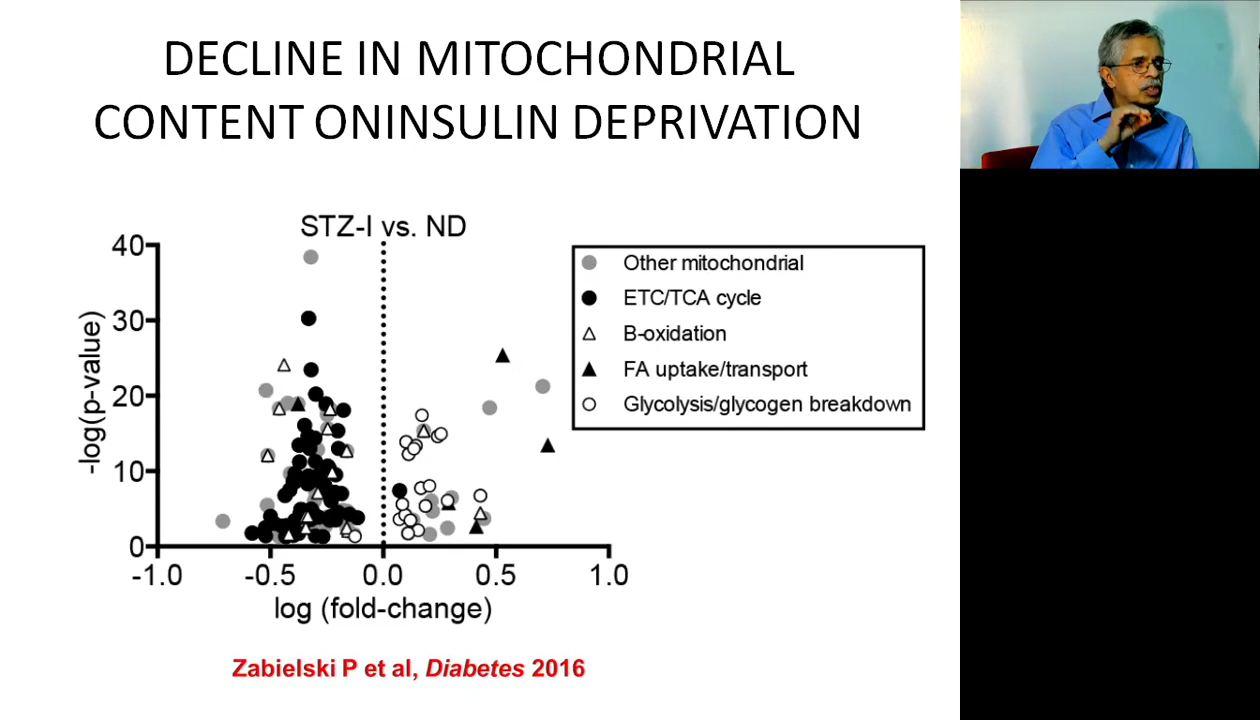 DECLINE IN MITOCHONDRIAL
CONTENT ONINSULIN DEPRIVATION
STZ-I vs. ND
40
30
20
10
0
-log(p-value)
-1.0 -0.5 0.0 0.5 1.0
log (fold-change)
Other mitochondrial
ETC/TCA cycle
B-oxidation
FA uptake/transport
Glycolysis/glycogen breakdown
Zabielski P et al, Diabetes 2016